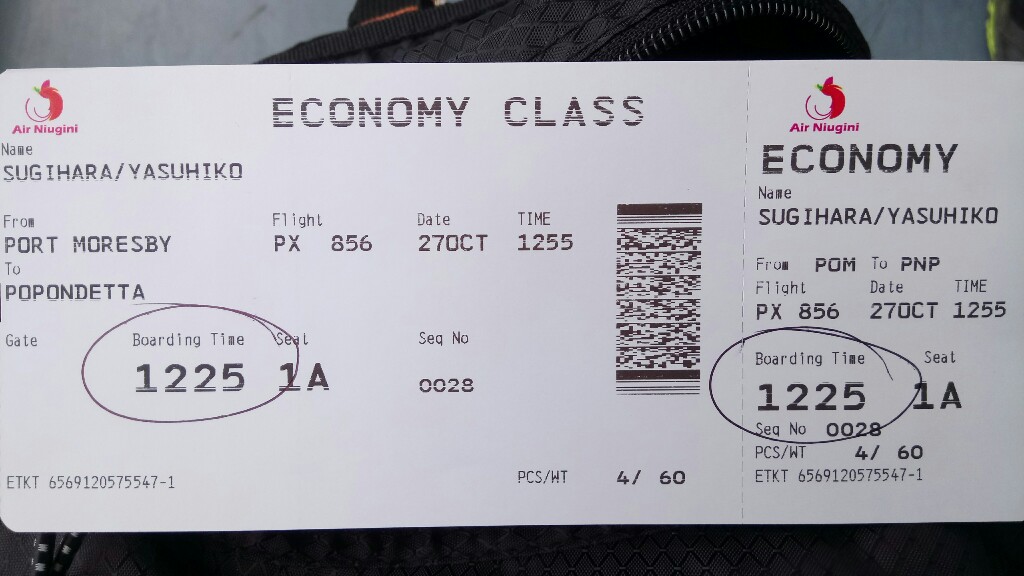 Air Niugini
ECONOMY CLASS
Name
SUGIHARA/YASUHIKO
From Flight Date TIME
PORT MORESBY PX 856 27OCT 1255
To
POPONDETTA
Gate Boarding Time Seat Seq No
1225 1A 0028
ETKT 6569120575547-1 PCS/WT 4/ 60
Air Niugini
ECONOMY
Name
SUGIHARA/YASUHIKO
From POM To PNP
Flight Date TIME
PX 856 27OCT 1255
Boarding Time Seat
1225 1A
Seq No 0028
PCS/WT 4/ 60
ETKT 6569120575547-1